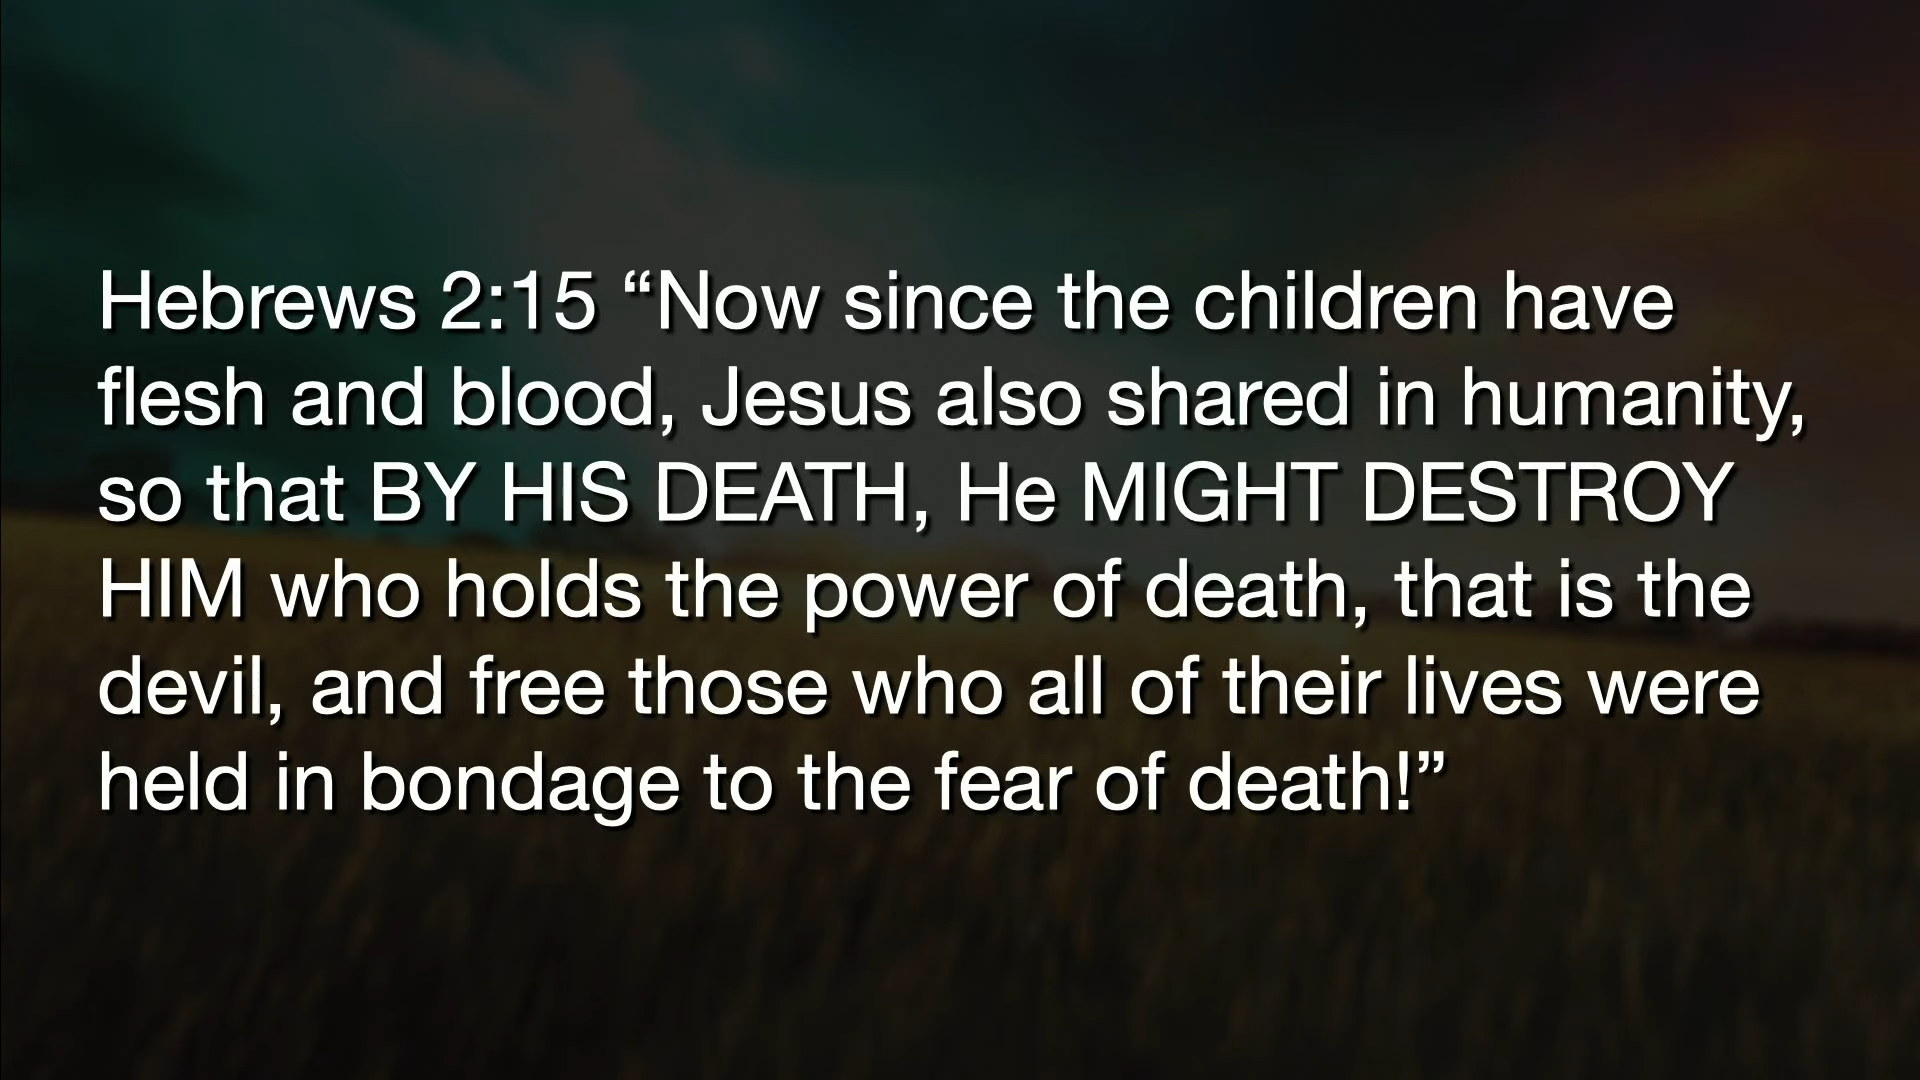 Hebrews 2:15 “Now since the children have
flesh and blood, Jesus also shared in humanity,
so that BY HIS DEATH, He MIGHT DESTROY
HIM who holds the power of death, that is the
devil, and free those who all of their lives were
held in bondage to the fear of death!”